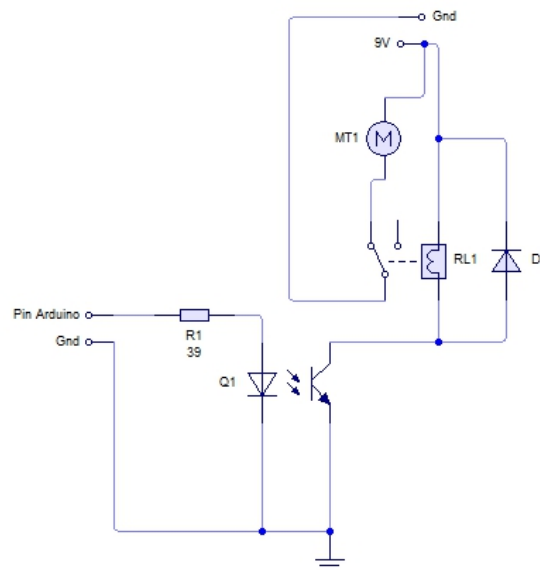 Gnd
9V
MT1
RL1
D
Pin Arduino
R1
39
Gnd
Q1